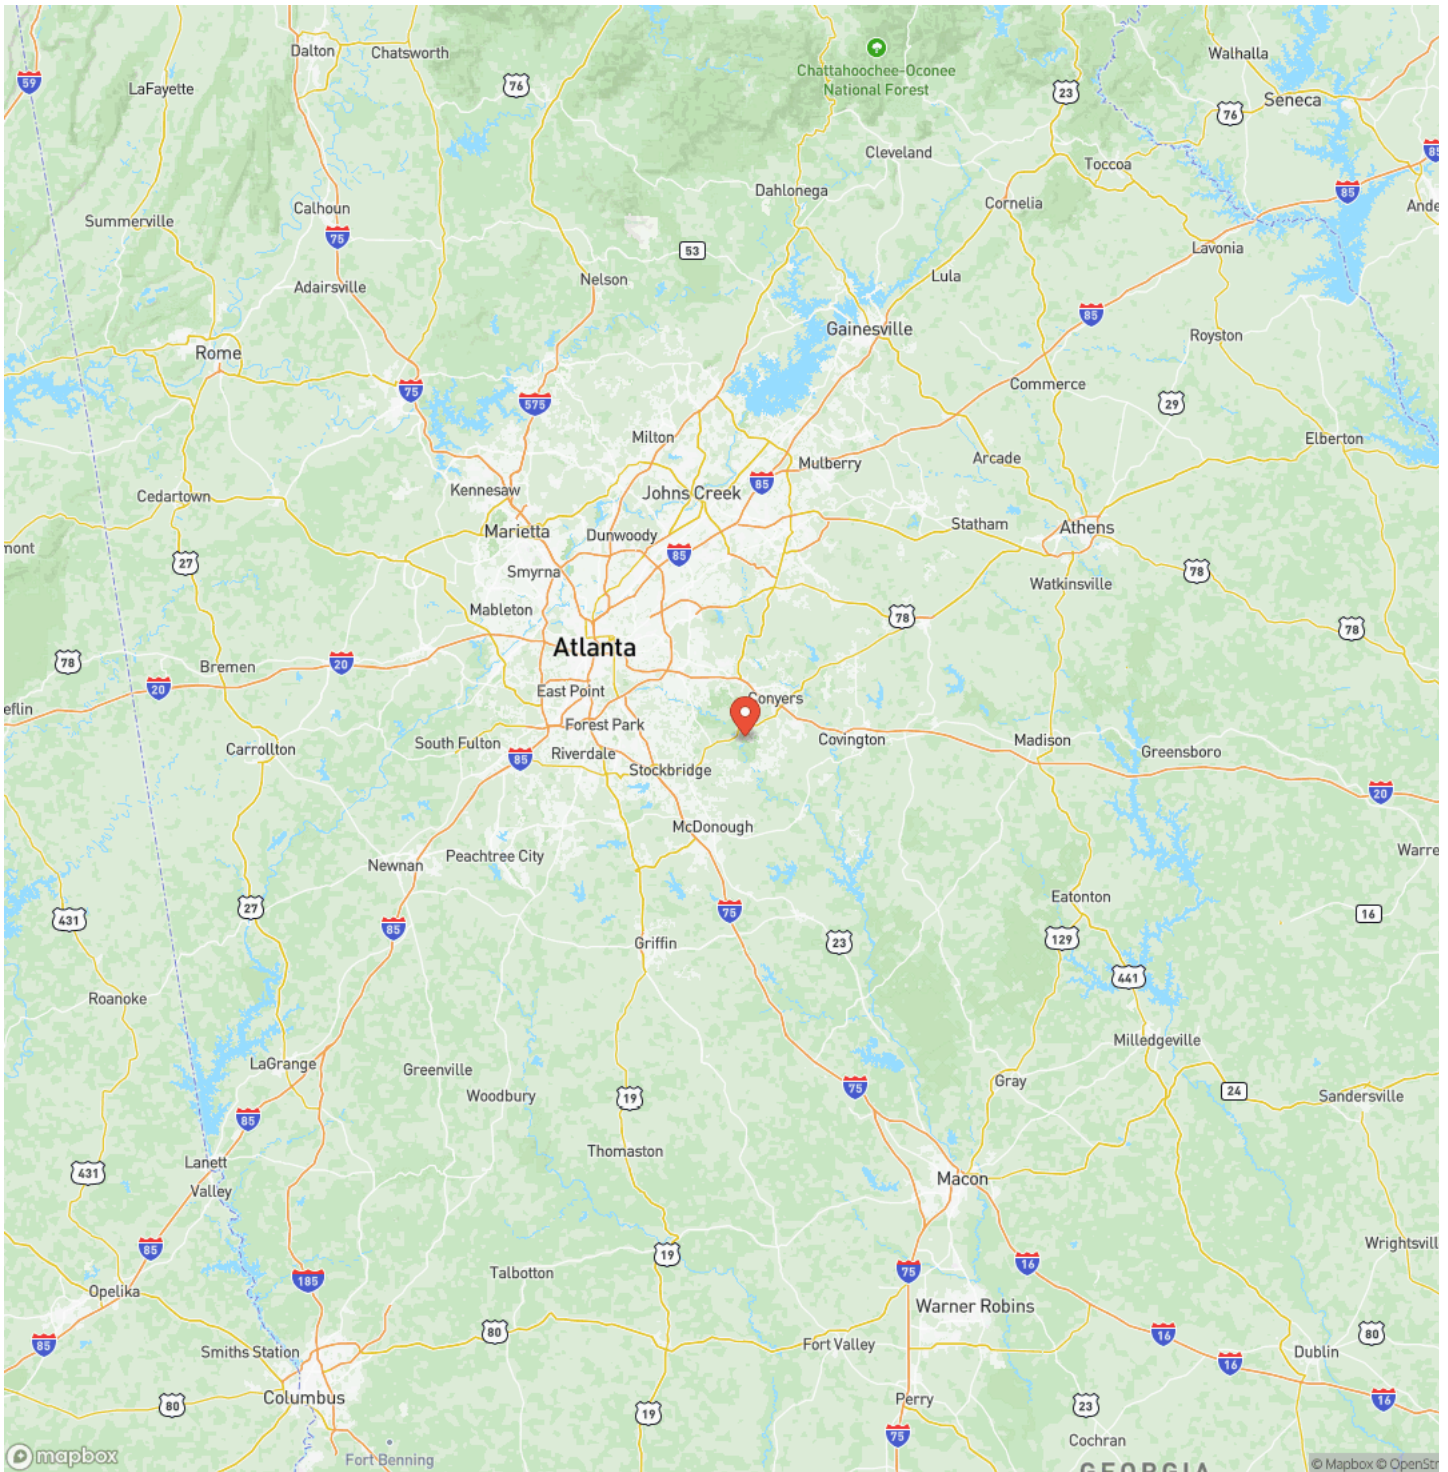 Dalton
Chatsworth
Walhalla
59
LaFayette
76
Chattahoochee-Oconee
National Forest
23
Seneca
76
Cleveland
Toccoa
85
Dahlonega
Calhoun
Summerville
Cornelia
85
Ande
75
53
Lavonia
Nelson
Lula
Adairsville
85
Gainesville
Royston
Rome
75
575
Commerce
29
Milton
Elberton
Mulberry
Arcade
Kennesaw
85
Johns Creek
Cedartown
Marietta
Dunwoody
Statham
Athens
mont
27
85
Smyrna
78
Watkinsville
Mableton
78
78
Atlanta
78
Bremen
20
20
East Point
Conyers
eflin
Forest Park
South Fulton
Carrollton
Riverdale
85
Covington
Madison
Greensboro
Stockbridge
20
McDonough
Peachtree City
Newnan
Warre
Eatonton
431
27
85
75
16
Griffin
23
129
441
Roanoke
Milledgeville
LaGrange
Greenville
Woodbury
19
75
Gray
24
Sandersville
85
Thomaston
Lanett
431
Valley
Macon
85
19
Wrightsvill
Talbotton
75
16
185
Opelika
Warner Robins
85
80
16
80
Smiths Station
Fort Valley
16
Dublin
Columbus
80
19
Perry
23
16
75
Cochran
mapbox
Fort Benning
GEORGIA
© Mapbox © OpenStr